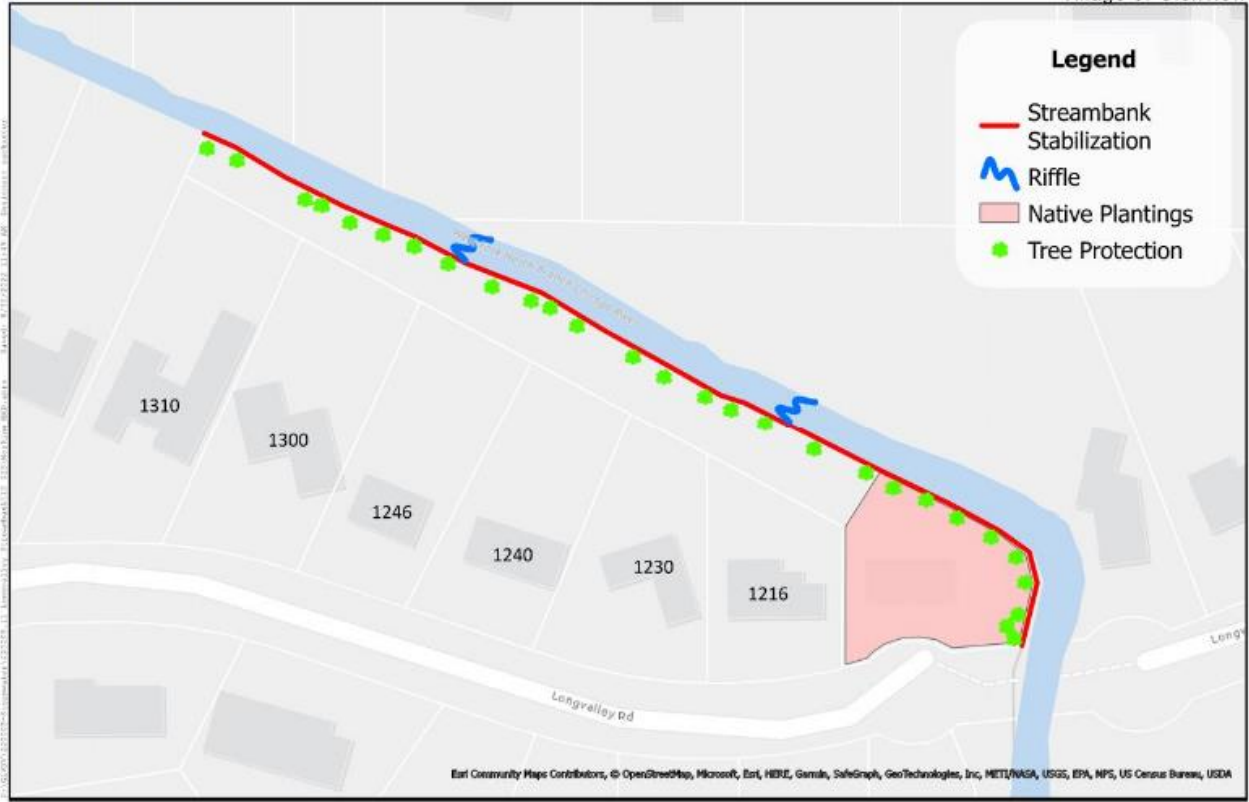 Legend
Streambank
Stabilization
Riffle
Native Plantings
Tree Protection
1310
1300
1246
1240
1230
1216
Longvalley Rd
Esri Community Maps Contributors, © OpenStreetMap, Microsoft, Esri, HERE, Garmin, SafeGraph, GeoTechnologies, Inc, METI/NASA, USGS, EPA, NPS, US Census Bureau, USDA